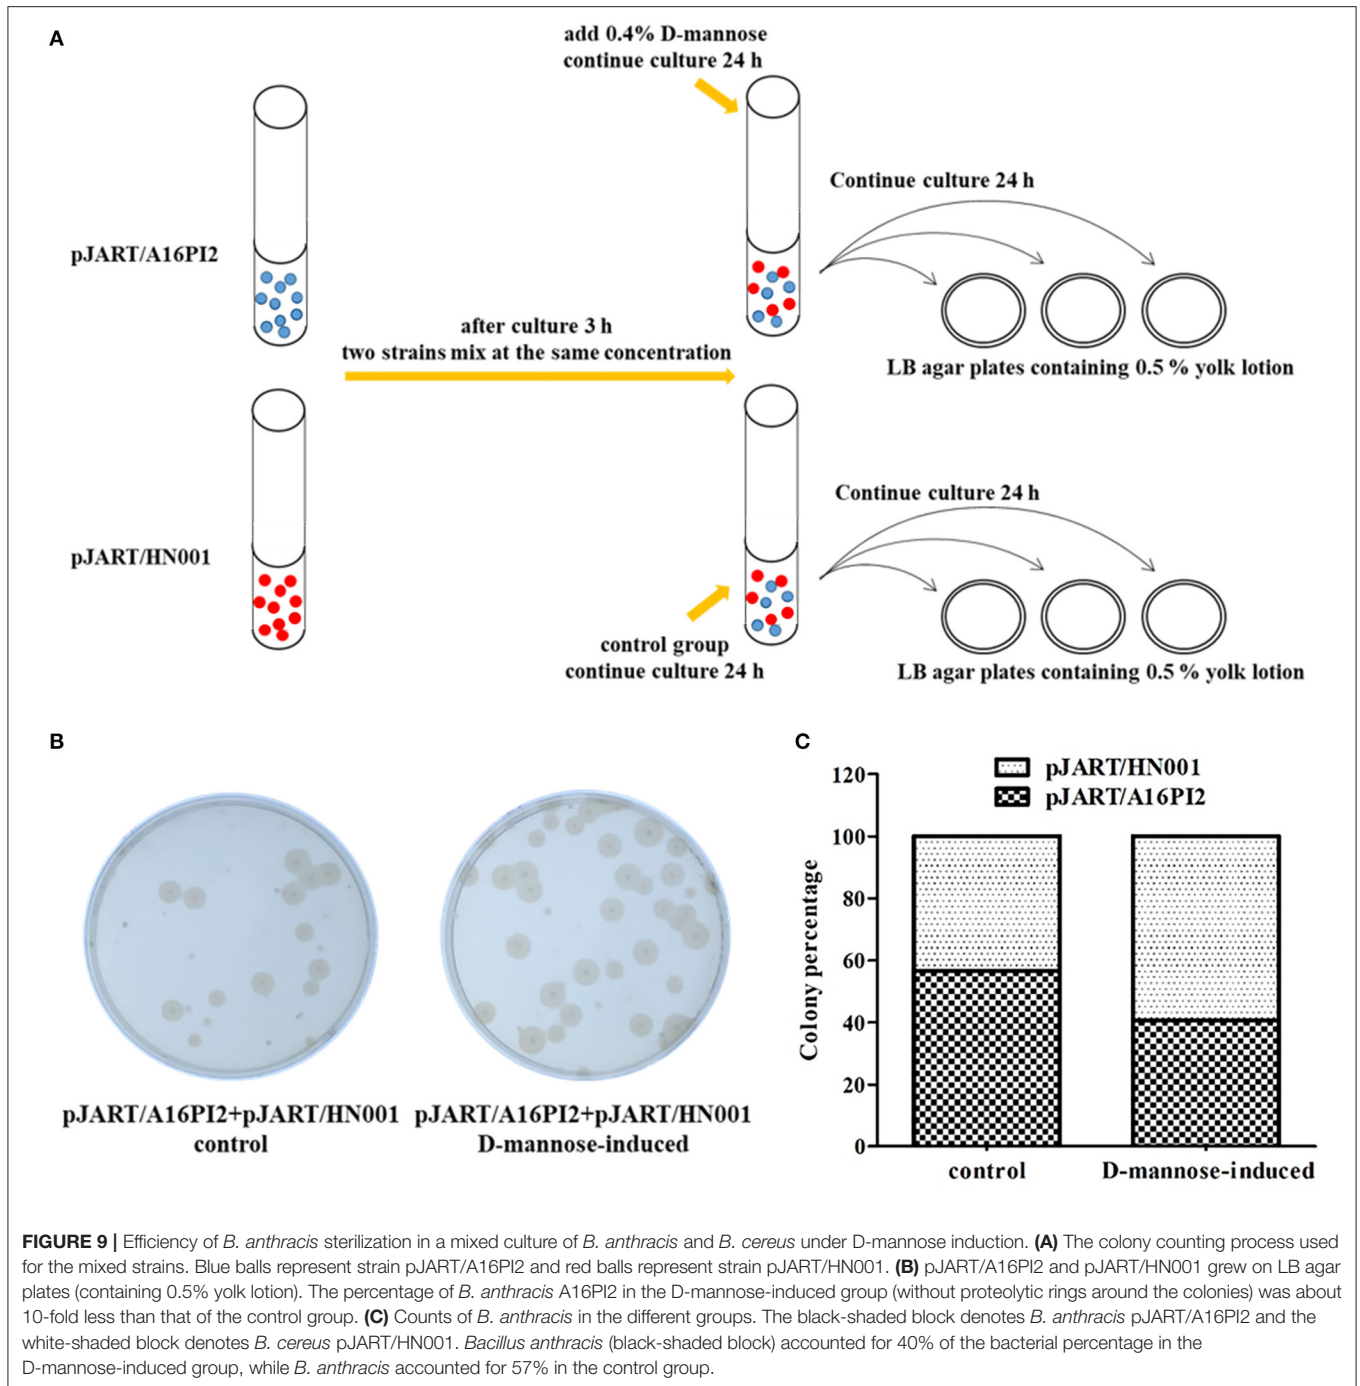 A
add 0.4% D-mannose
continue culture 24 h
Continue culture 24 h
pJART/A16PI2
after culture 3 h
two strains mix at the same concentration
LB agar plates containing 0.5 % yolk lotion
Continue culture 24 h
pJART/HN001
control group
continue culture 24 h
LB agar plates containing 0.5 % yolk lotion
B
pJART/A16PI2+pJART/HN001
control
pJART/A16PI2+pJART/HN001
D-mannose-induced
C
pJART/HN001
pJART/A16PI2
Colony percentage
120
100
80
60
40
20
0
control
D-mannose-induced
FIGURE 9 | Efficiency of B. anthracis sterilization in a mixed culture of B. anthracis and B. cereus under D-mannose induction. (A) The colony counting process used
for the mixed strains. Blue balls represent strain pJART/A16PI2 and red balls represent strain pJART/HN001. (B) pJART/A16PI2 and pJART/HN001 grew on LB agar
plates (containing 0.5% yolk lotion). The percentage of B. anthracis A16PI2 in the D-mannose-induced group (without proteolytic rings around the colonies) was about
10-fold less than that of the control group. (C) Counts of B. anthracis in the different groups. The black-shaded block denotes B. anthracis pJART/A16PI2 and the
white-shaded block denotes B. cereus pJART/HN001. Bacillus anthracis (black-shaded block) accounted for 40% of the bacterial percentage in the
D-mannose-induced group, while B. anthracis accounted for 57% in the control group.